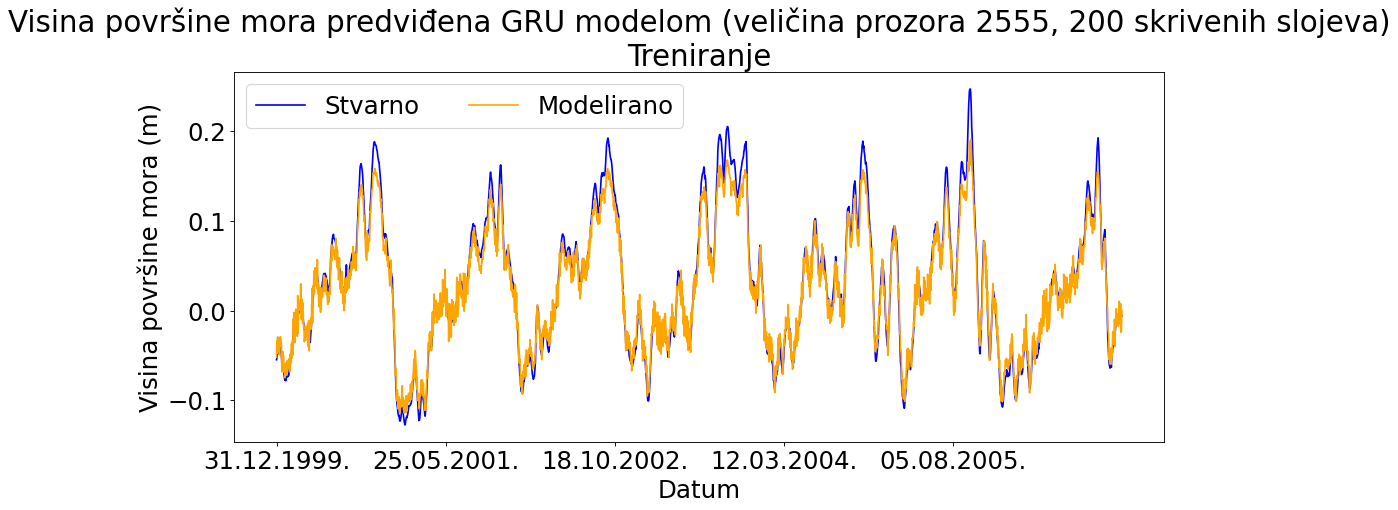 Visina površine mora predviđena GRU modelom (veličina prozora 2555, 200 skrivenih slojeva)
Treniranje
Stvarno
Modelirano
Visina površine mora (m)
0.2
0.1
0.0
−0.1
31.12.1999.
25.05.2001.
18.10.2002.
12.03.2004.
05.08.2005.
Datum